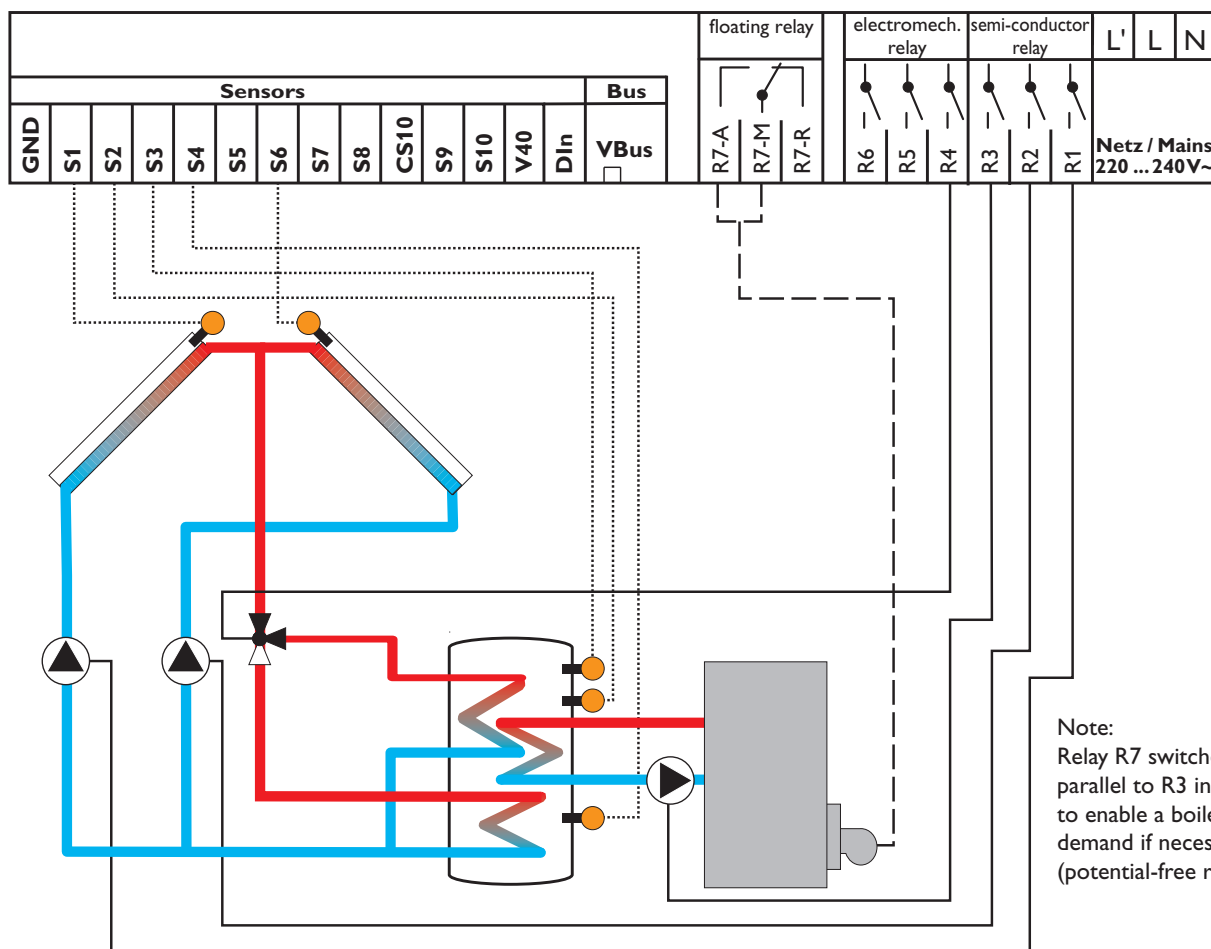 floating relay
electromech. relay
semi-conductor relay
L' L N
Sensors
Bus
GND S1 S2 S3 S4 S5 S6 S7 S8 CS10 S9 S10 V40 DIn
VBus
R7-A R7-M R7-R
R6 R5 R4 R3 R2 R1
Netz / Mains
220 ... 240V~
Note:
Relay R7 switche
parallel to R3 in
to enable a boile
demand if neces
(potential-free r